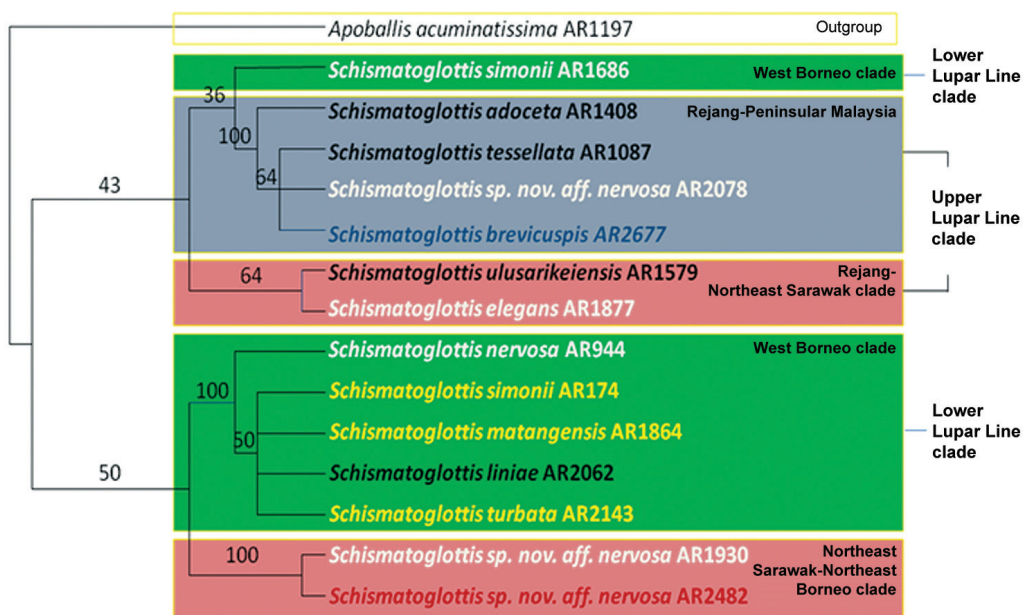 Apoballis acuminatissima AR1197
Outgroup
Schismatoglottis simonii AR1686
West Borneo clade
Lower
Lupar Line
clade
36
Schismatoglottis adoceta AR1408
Rejang-Peninsular Malaysia
100
Schismatoglottis tessellata AR1087
64
Schismatoglottis sp. nov. aff. nervosa AR2078
43
Upper
Lupar Line
clade
Schismatoglottis brevicuspis AR2677
Schismatoglottis ulusarikeiensis AR1579
Rejang-
Northeast Sarawak clade
64
Schismatoglottis elegans AR1877
Schismatoglottis nervosa AR944
West Borneo clade
100
Schismatoglottis simonii AR174
Schismatoglottis matangensis AR1864
50
Lower
Lupar Line
clade
Schismatoglottis liniae AR2062
50
Schismatoglottis turbata AR2143
Schismatoglottis sp. nov. aff. nervosa AR1930
100
Northeast
Sarawak-Northeast
Borneo clade
Schismatoglottis sp. nov. aff. nervosa AR2482